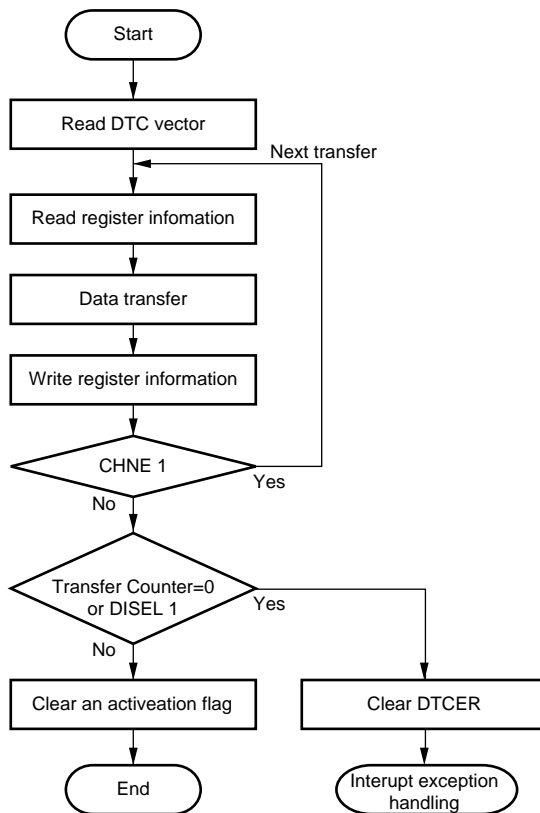 Start
Read DTC vector
Next transfer
Read register infomation
Data transfer
Write register information
CHNE 1
Yes
No
Transfer Counter=0
or DISEL 1
Yes
No
Clear an activeation flag
Clear DTCER
End
Interupt exception
handling